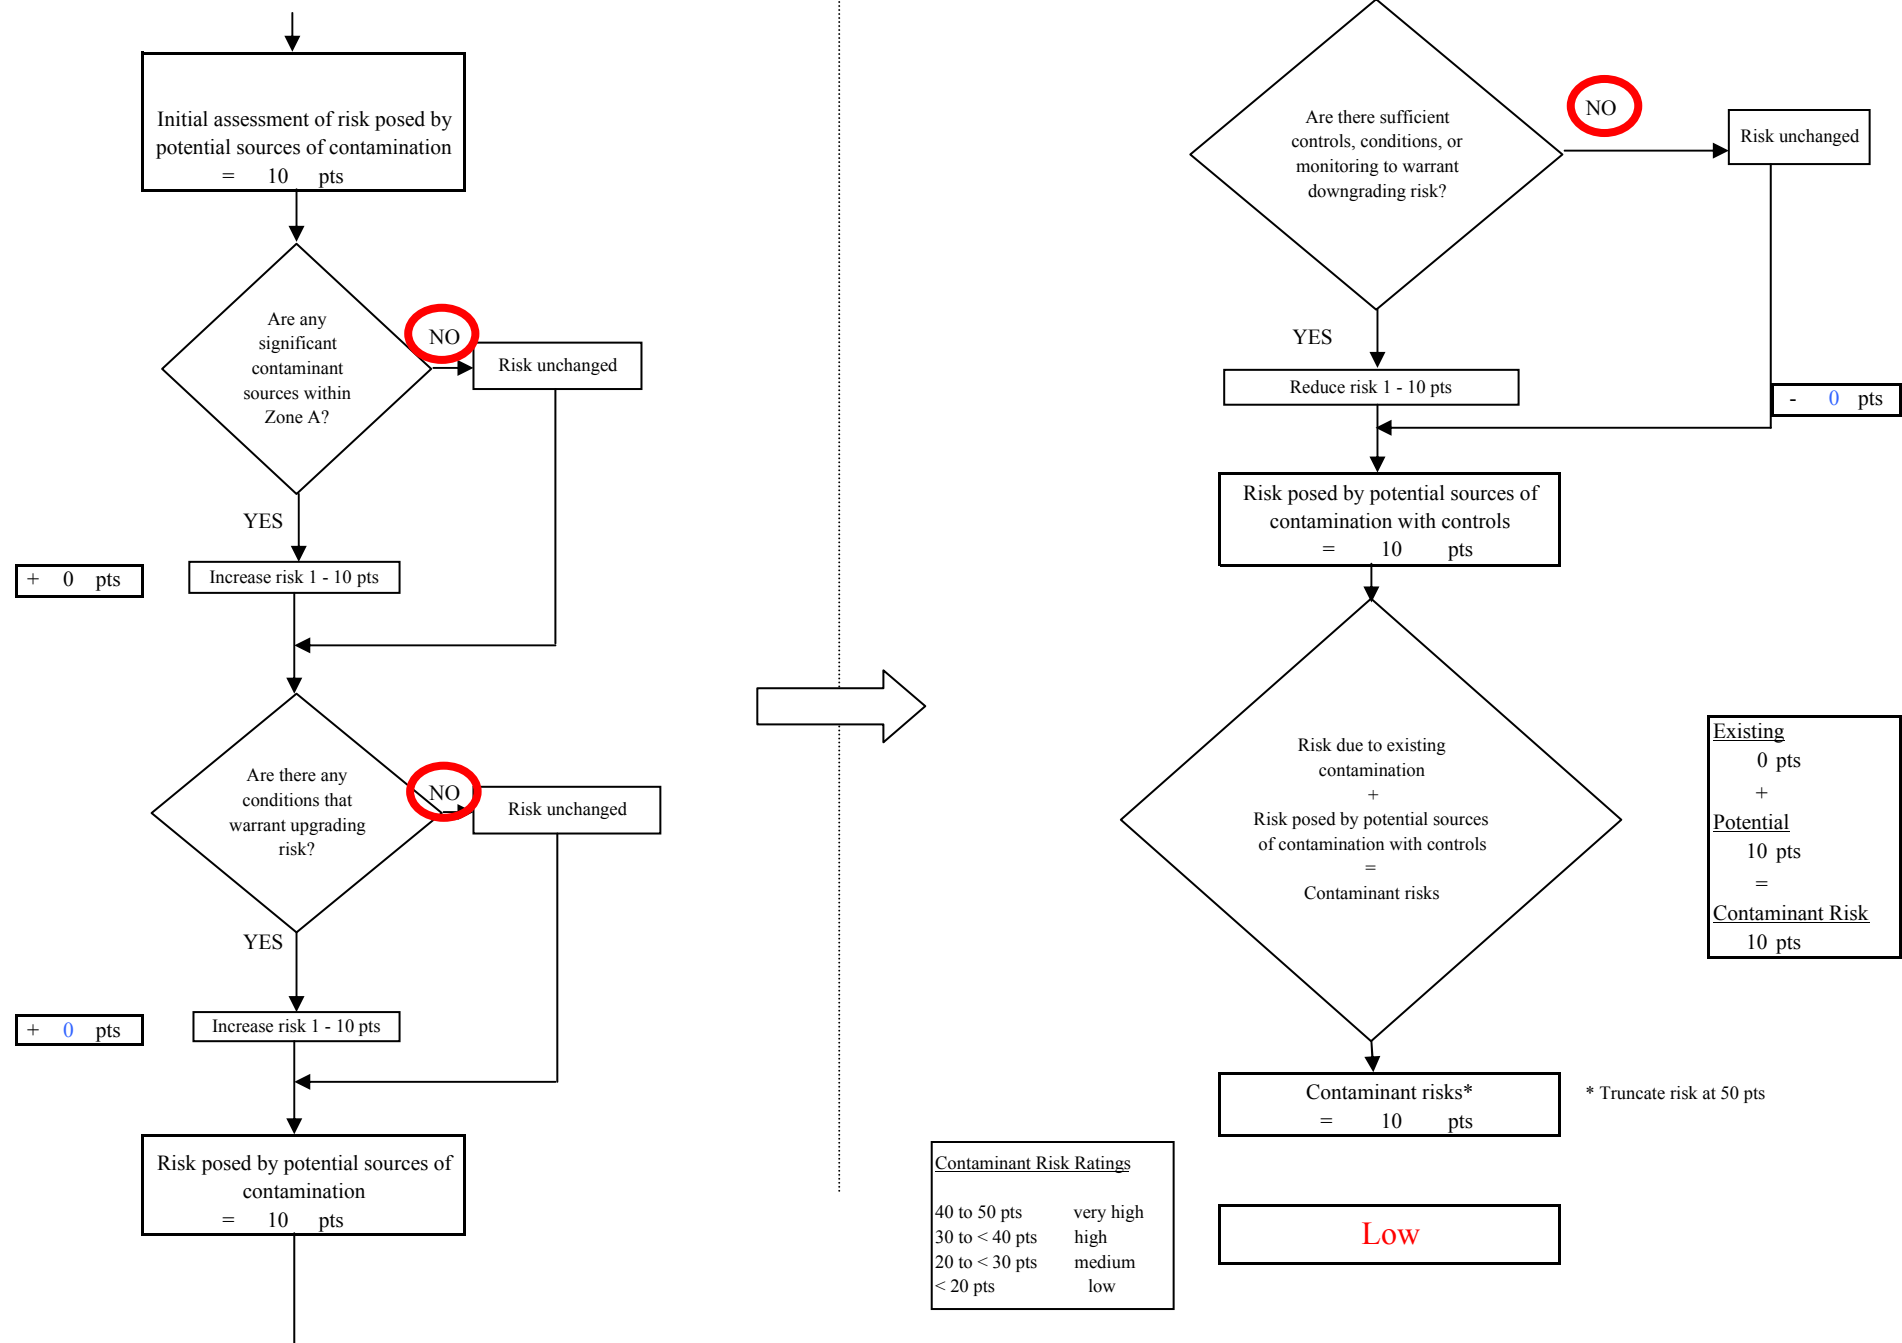 Initial assessment of risk posed by
potential sources of contamination
= 10 pts
Are any
significant
contaminant
sources within
Zone A?
NO
Risk unchanged
YES
+ 0 pts
Increase risk 1 - 10 pts
Are there any
conditions that
warrant upgrading
risk?
NO
Risk unchanged
YES
+ 0 pts
Increase risk 1 - 10 pts
Risk posed by potential sources of
contamination
= 10 pts
Are there sufficient
controls, conditions, or
monitoring to warrant
downgrading risk?
NO
Risk unchanged
YES
Reduce risk 1 - 10 pts
- 0 pts
Risk posed by potential sources of
contamination with controls
= 10 pts
Risk due to existing
contamination
+
Risk posed by potential sources
of contamination with controls
=
Contaminant risks
Existing
0 pts
+
Potential
10 pts
=
Contaminant Risk
10 pts
Contaminant risks*
= 10 pts
* Truncate risk at 50 pts
Contaminant Risk Ratings
40 to 50 pts very high
30 to < 40 pts high
20 to < 30 pts medium
< 20 pts low
Low